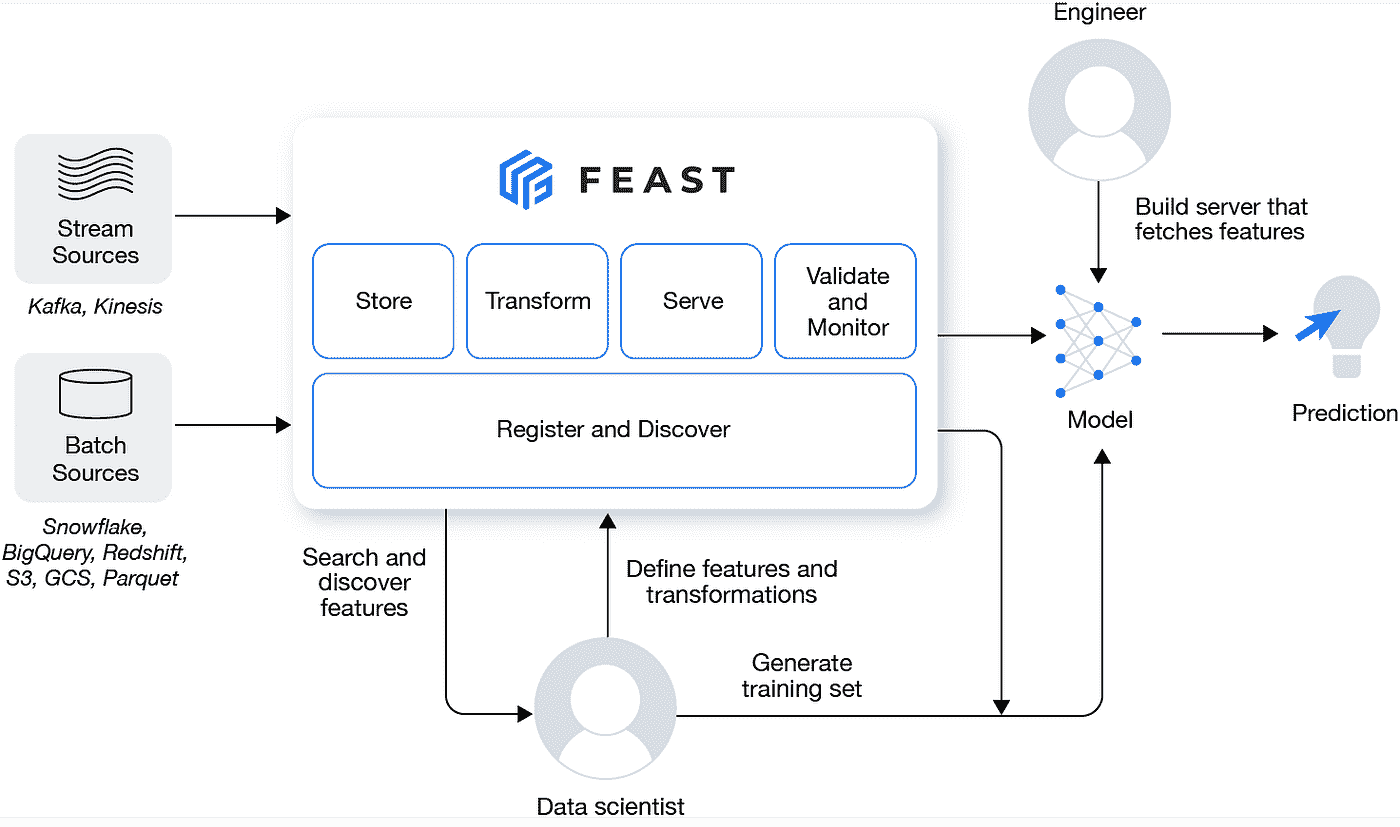 Engineer
Stream
Sources
Kafka, Kinesis
Batch
Sources
Snowflake,
BigQuery, Redshift,
S3, GCS, Parquet
FEAST
Store
Transform
Serve
Validate
and
Monitor
Register and Discover
Build server that
fetches features
Model
Prediction
Search and
discover
features
Define features and
transformations
Generate
training set
Data scientist